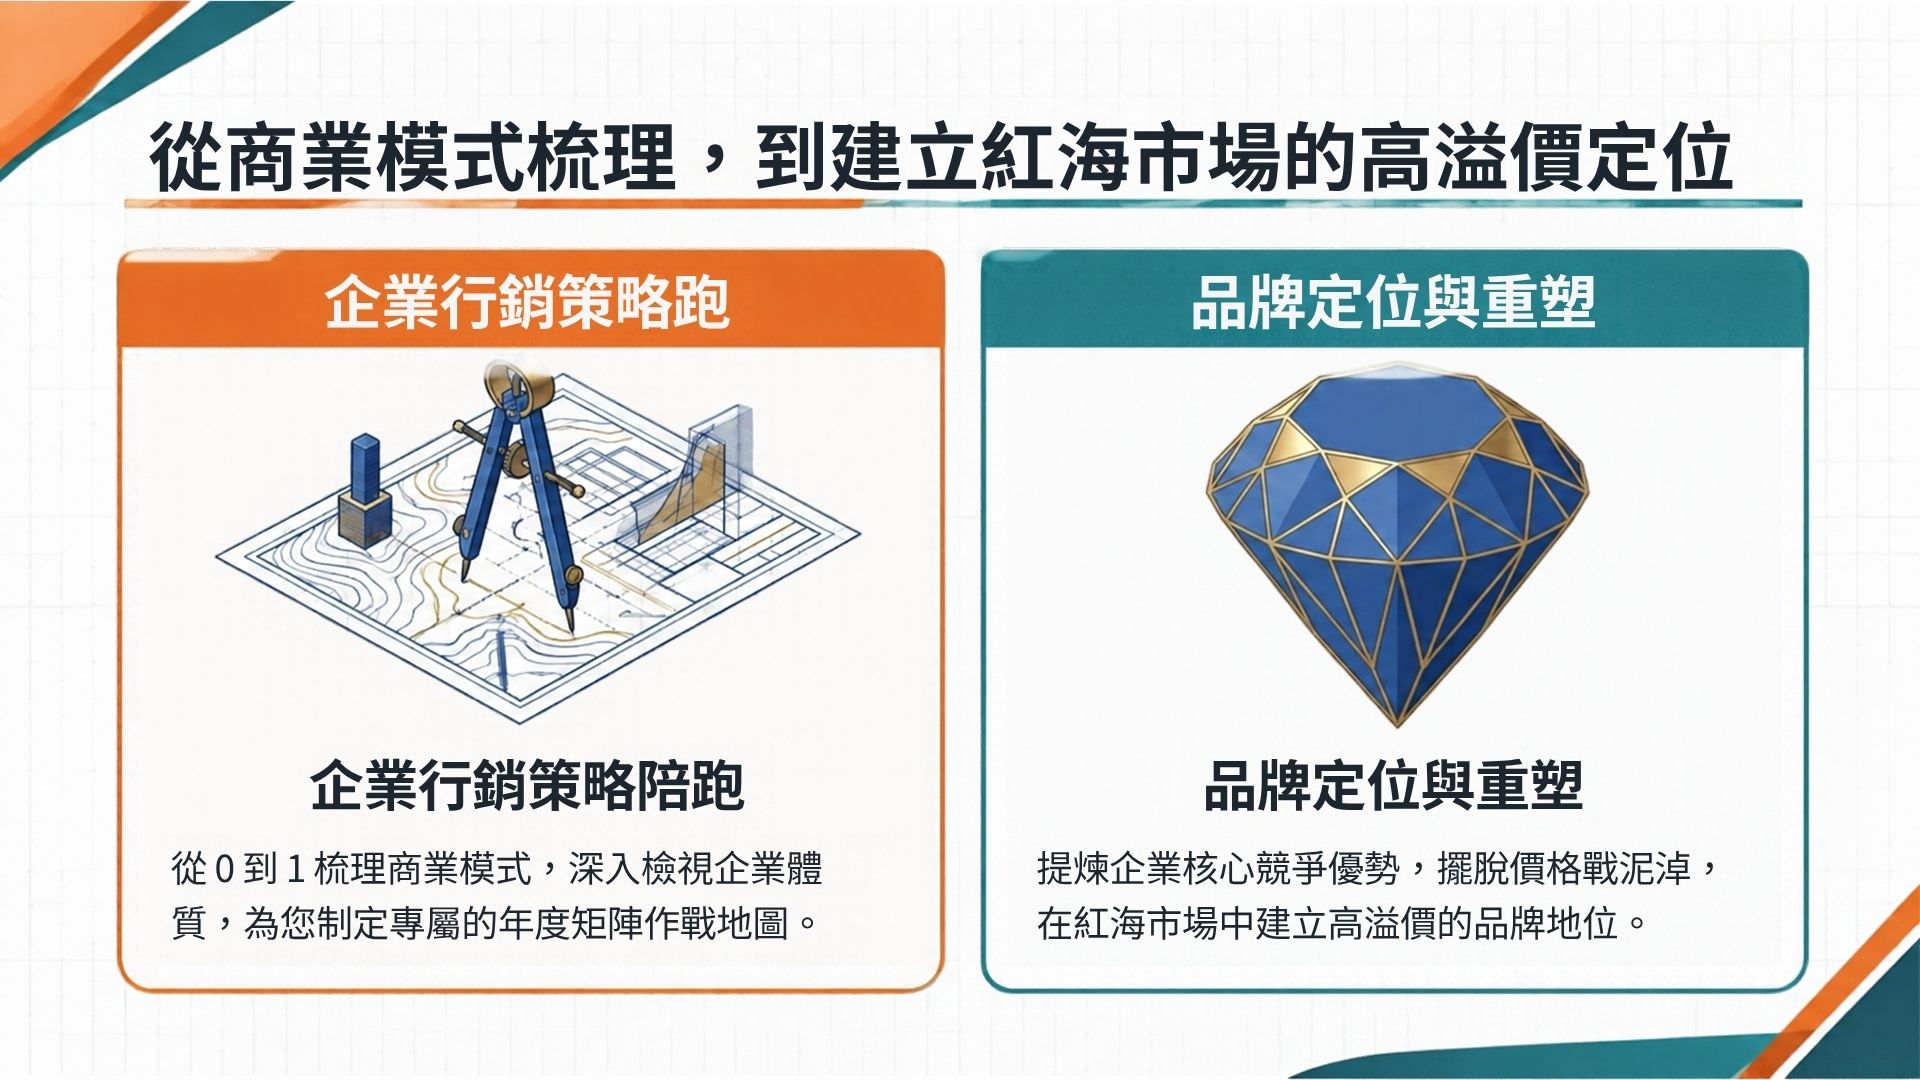 從商業模式梳理，到建立紅海市場的高溢價定位
企業行銷策略跑
企業行銷策略陪跑
從 0 到 1 梳理商業模式，深入檢視企業體
質，為您制定專屬的年度矩陣作戰地圖。
品牌定位與重塑
品牌定位與重塑
提煉企業核心競爭優勢，擺脫價格戰泥淖，
在紅海市場中建立高溢價的品牌地位。